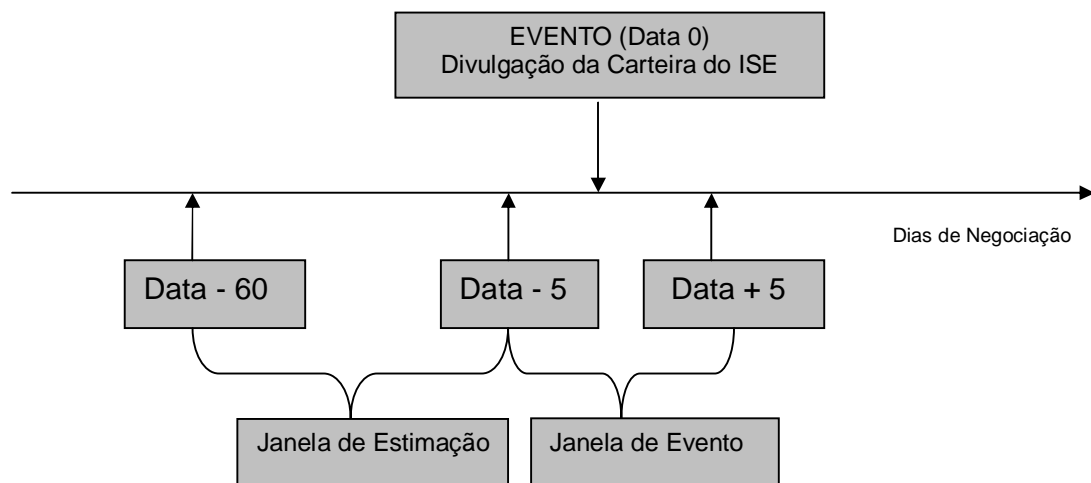 EVENTO (Data 0)
Divulgação da Carteira do ISE
Dias de Negociação
Data - 60
Data - 5
Data + 5
Janela de Estimação
Janela de Evento